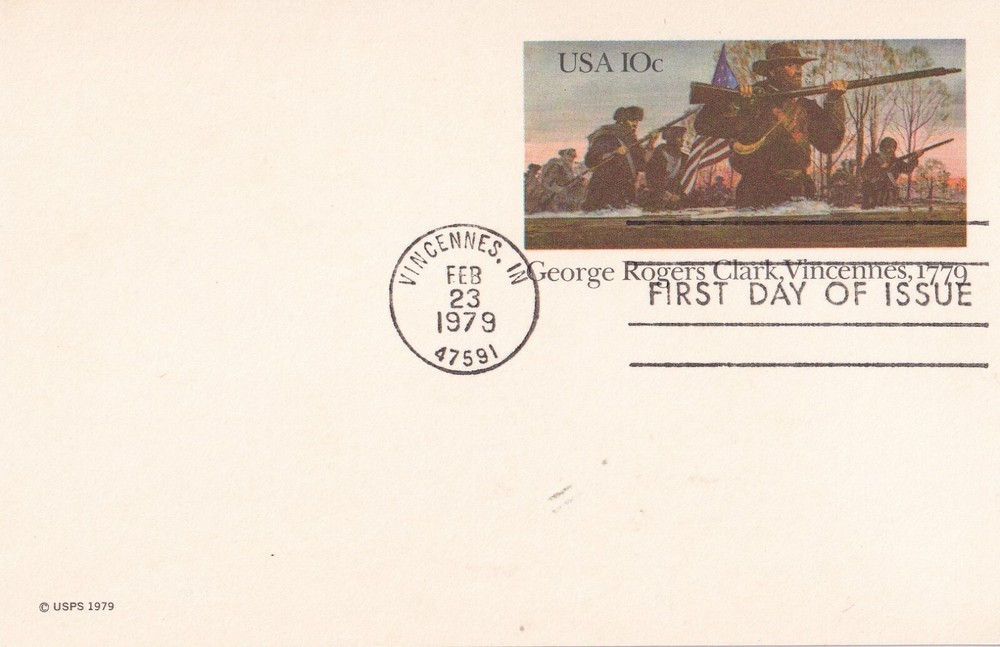 USA 10c
George Rogers Clark, Vincennes, 1779
VINCENNES, IN
FEB
23
1979
47591
FIRST DAY OF ISSUE
© USPS 1979